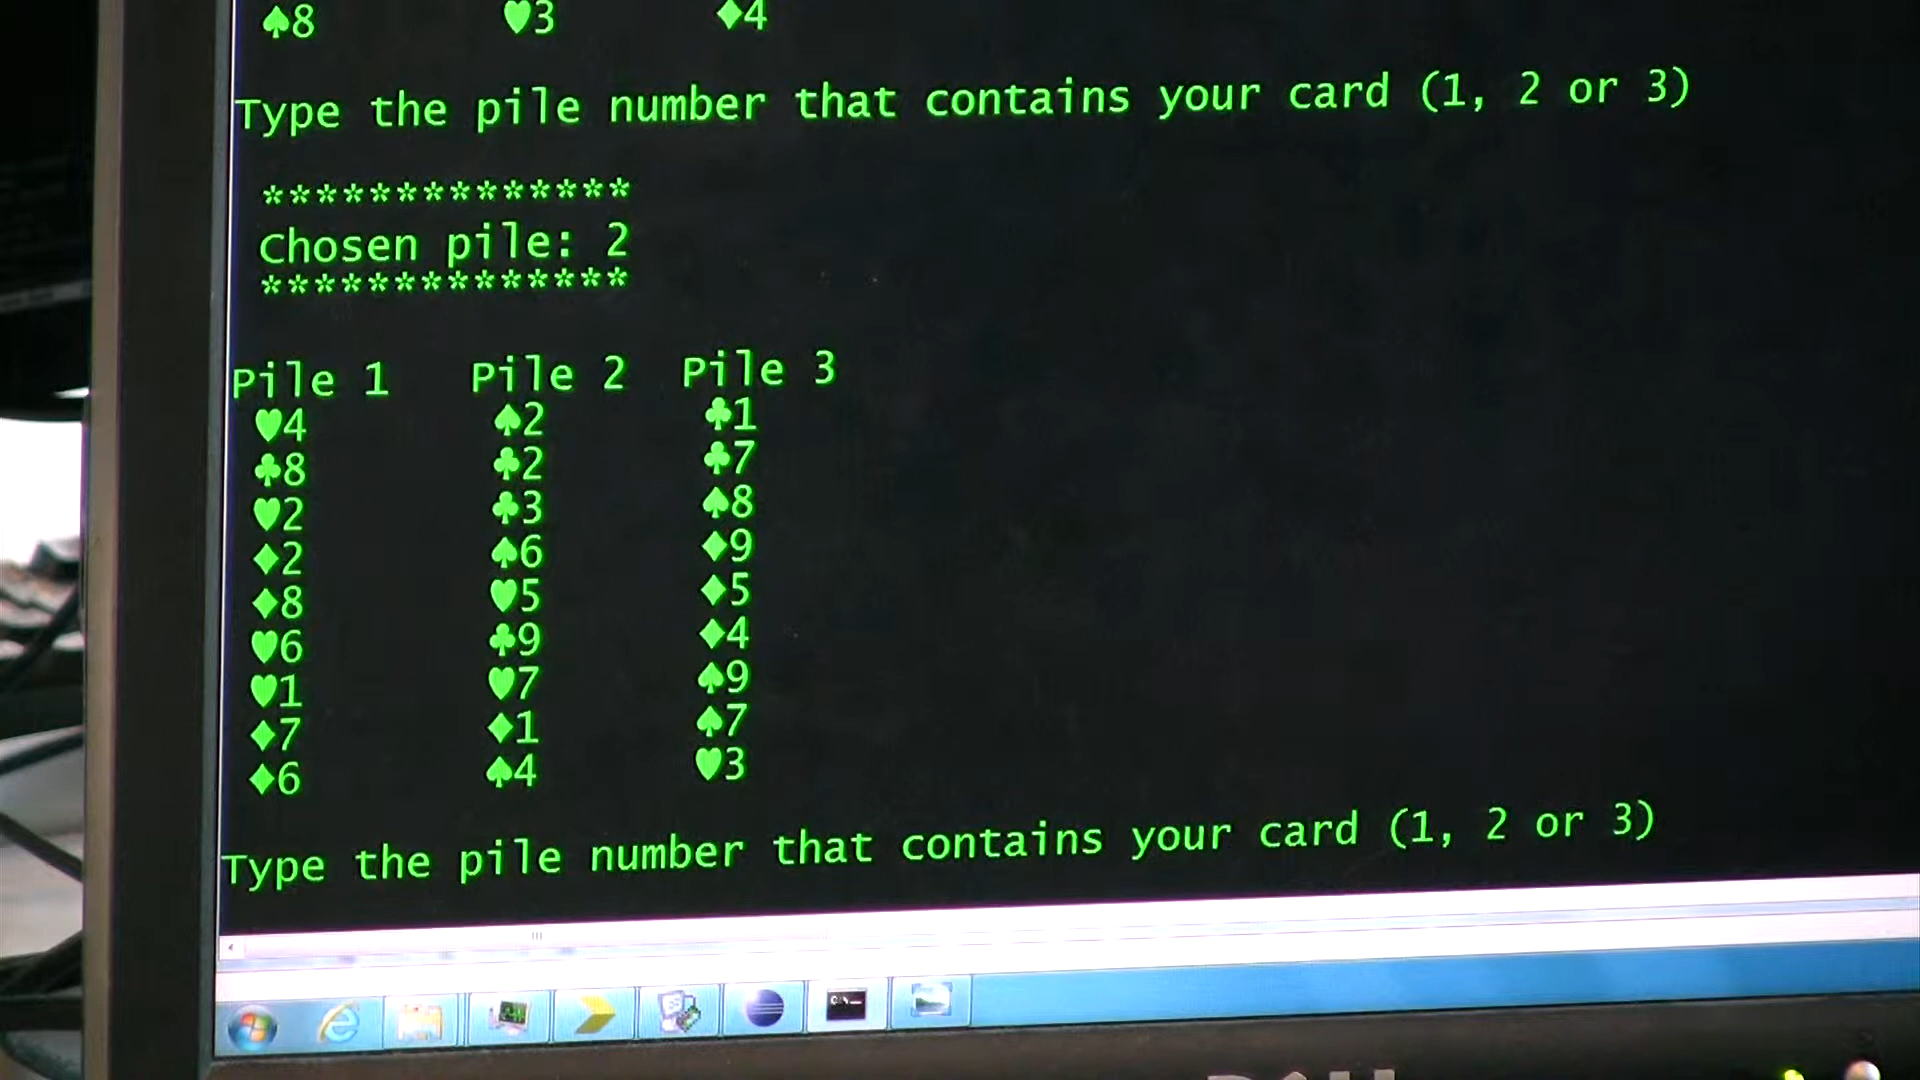 ♠8 ♥3 ♦4
Type the pile number that contains your card (1, 2 or 3)
**************
Chosen pile: 2
**************
Pile 1 Pile 2 Pile 3
♥4 ♠2 ♣1
♣8 ♣2 ♣7
♥2 ♣3 ♠8
♦2 ♠6 ♦9
♦8 ♥5 ♦5
♥6 ♣9 ♦4
♥1 ♥7 ♠9
♦7 ♦1 ♠7
♦6 ♠4 ♥3
Type the pile number that contains your card (1, 2 or 3)